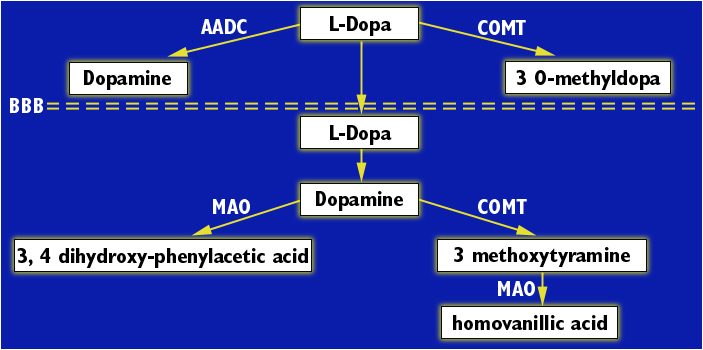 AADC
L-Dopa
COMT
Dopamine
3 O-methyldopa
BBB
L-Dopa
Dopamine
MAO
COMT
3, 4 dihydroxy-phenylacetic acid
3 methoxytyramine
MAO
homovanillic acid